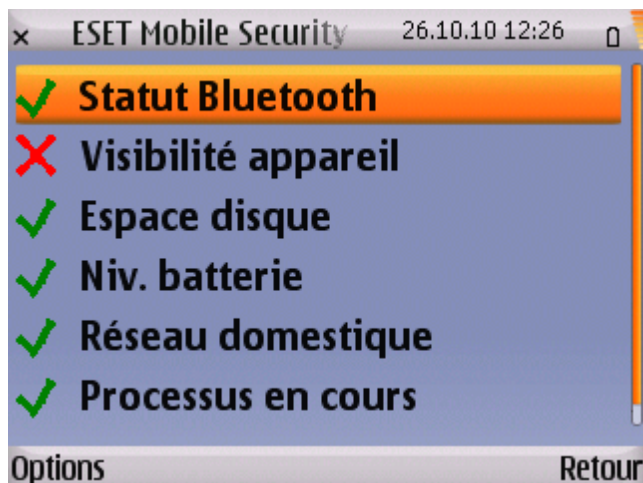 ESET Mobile Security 26.10.10 12:26
Statut Bluetooth
Visibilité appareil
Espace disque
Niv. batterie
Réseau domestique
Processus en cours
Options Retour